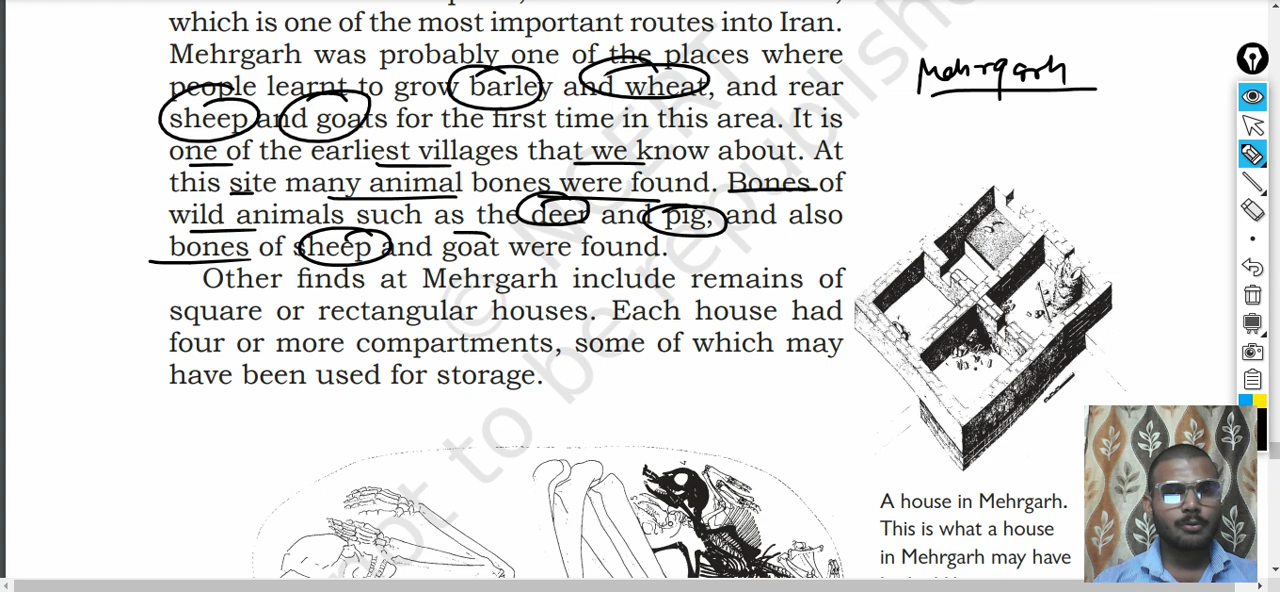 which is one of the most important routes into Iran.
Mehrgarh was probably one of the places where
people learnt to grow barley and wheat, and rear
sheep and goats for the first time in this area. It is
one of the earliest villages that we know about. At
this site many animal bones were found. Bones of
wild animals such as the deer and pig, and also
bones of sheep and goat were found.
Other finds at Mehrgarh include remains of
square or rectangular houses. Each house had
four or more compartments, some of which may
have been used for storage.
Mehrgarh
A house in Mehrgarh.
This is what a house
in Mehrgarh may have
© NCERT
not to be republished